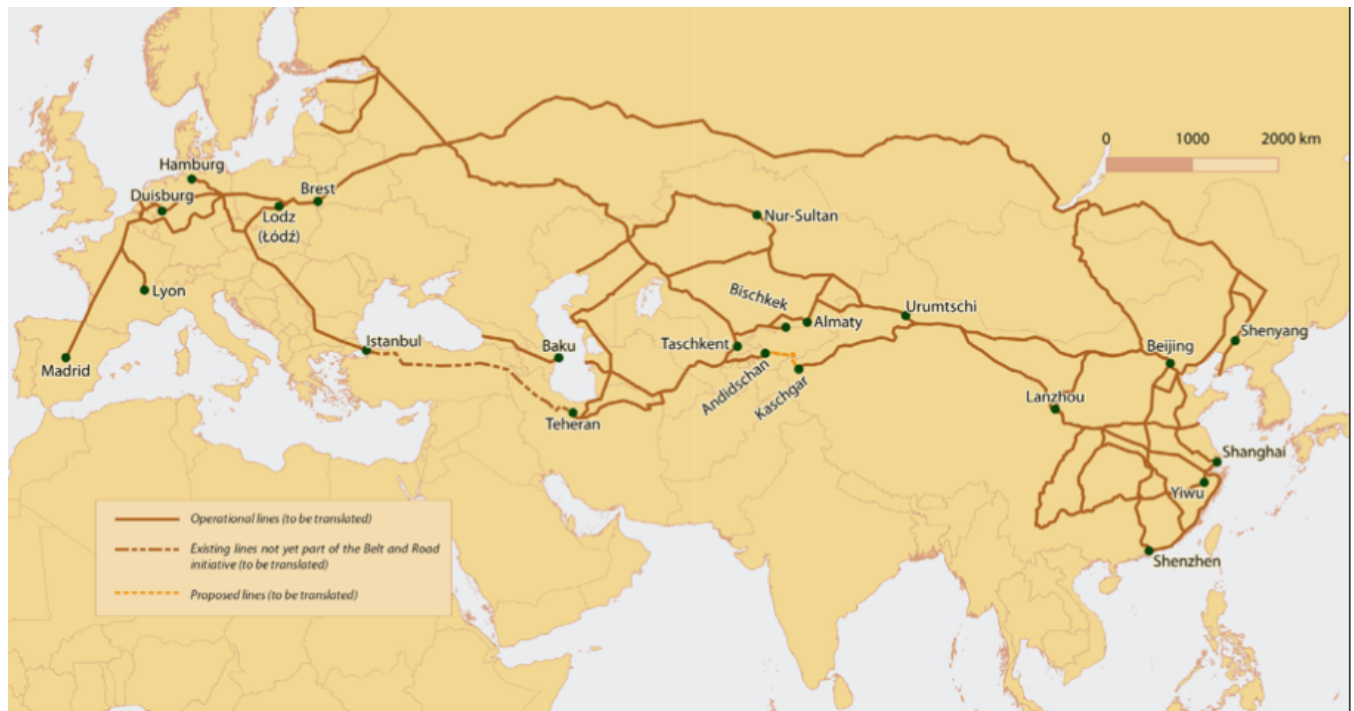 0 1000 2000 km
Hamburg
Duisburg
Brest
Lodz
(Łódź)
Nur-Sultan
Lyon
Bischkek
Urumtschi
Almaty
Istanbul
Baku
Taschkent
Shenyang
Beijing
Madrid
Andidschan
Kaschgar
Lanzhou
Teheran
Shanghai
Yiwu
Shenzhen
Operational lines (to be translated)
Existing lines not yet part of the Belt and Road
initiative (to be translated)
Proposed lines (to be translated)